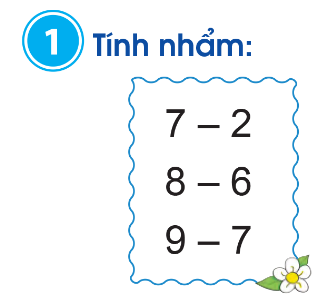 1 Tính nhẩm:
7 – 2
8 – 6
9 – 7